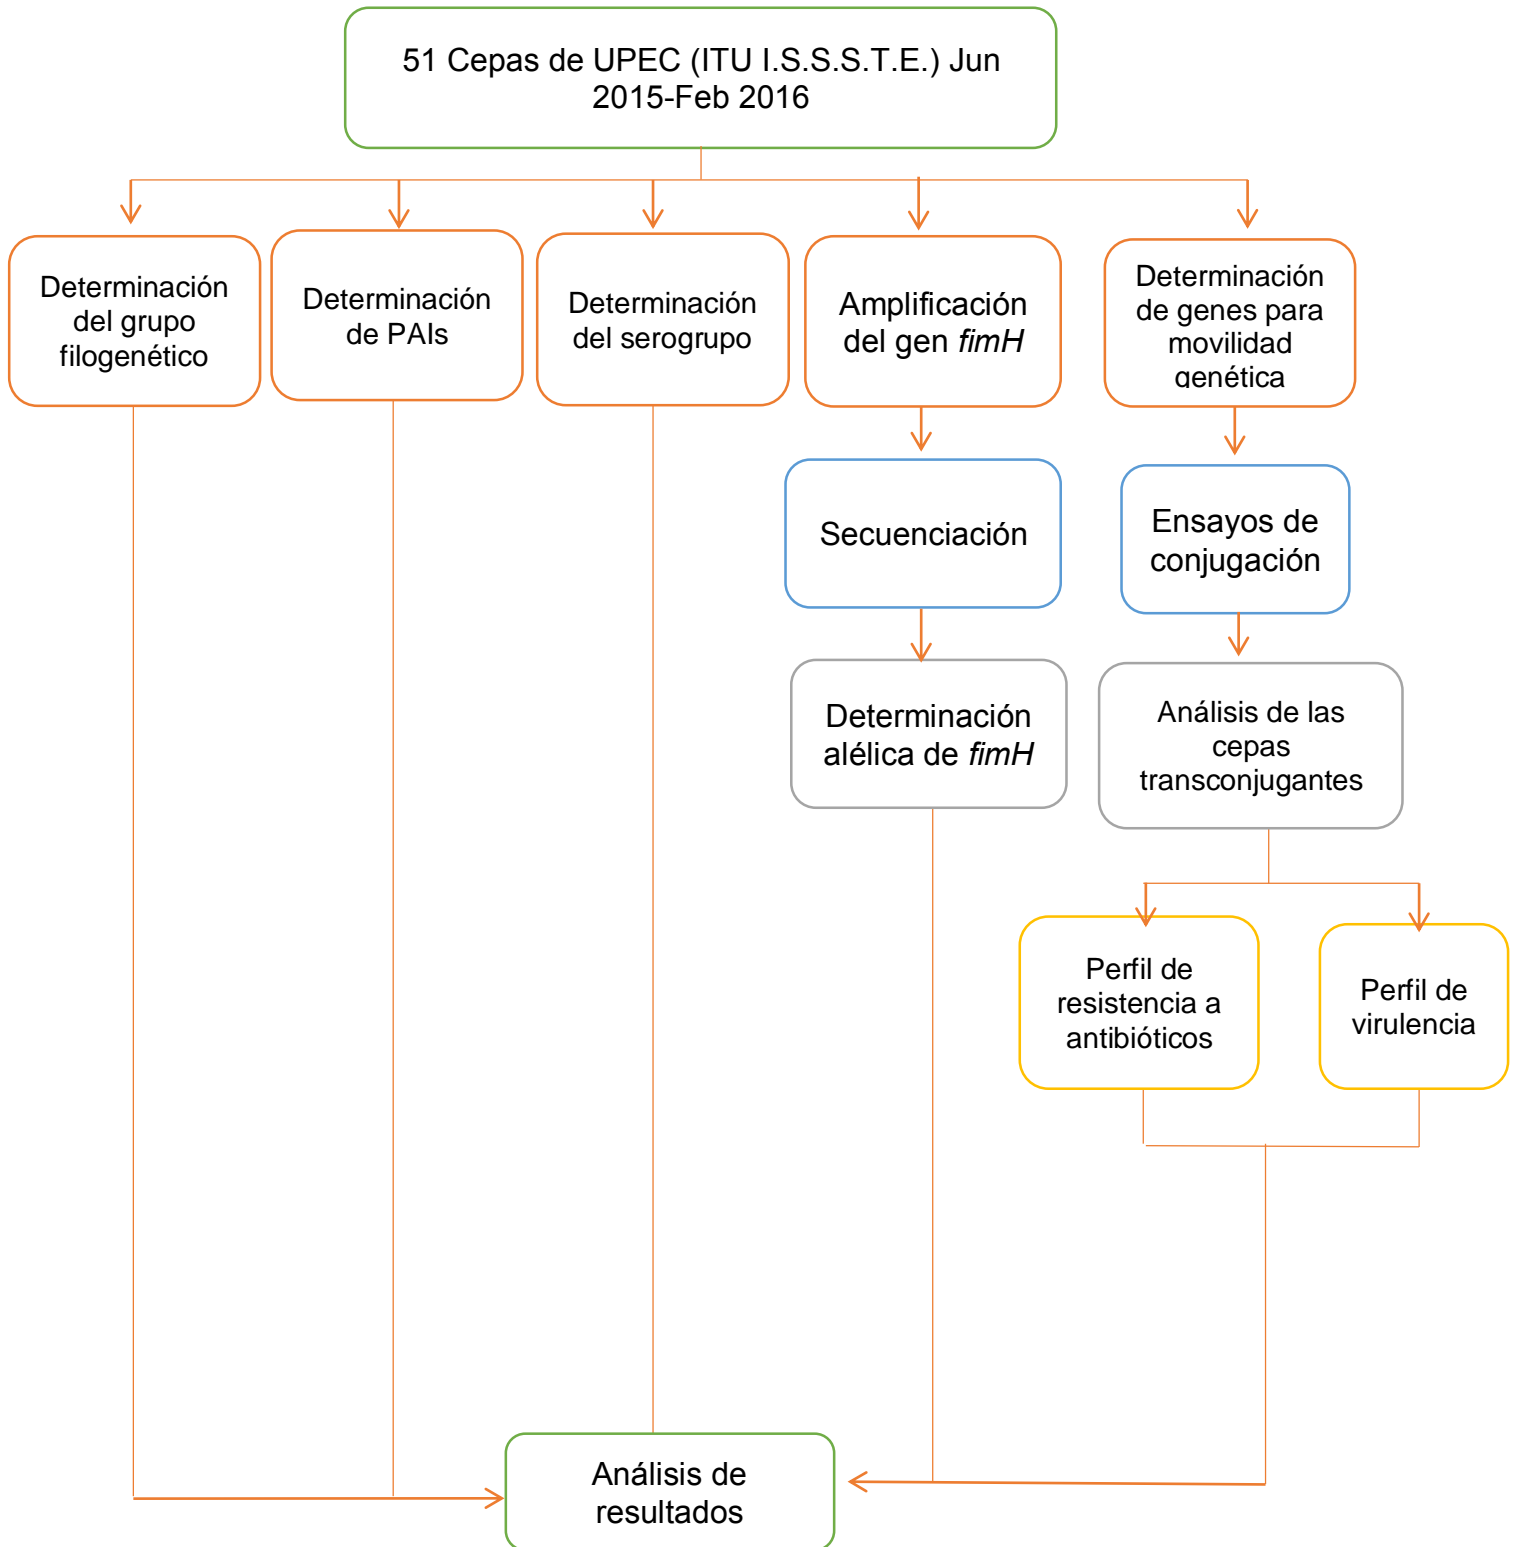 51 Cepas de UPEC (ITU I.S.S.S.T.E.) Jun
2015-Feb 2016
Determinación
del grupo
filogenético
Determinación
de PAIs
Determinación
del serogrupo
Amplificación
del gen fimH
Determinación
de genes para
movilidad
genética
Secuenciación
Ensayos de
conjugación
Determinación
alélica de fimH
Análisis de las
cepas
transconjugantes
Perfil de
resistencia a
antibióticos
Perfil de
virulencia
Análisis de
resultados